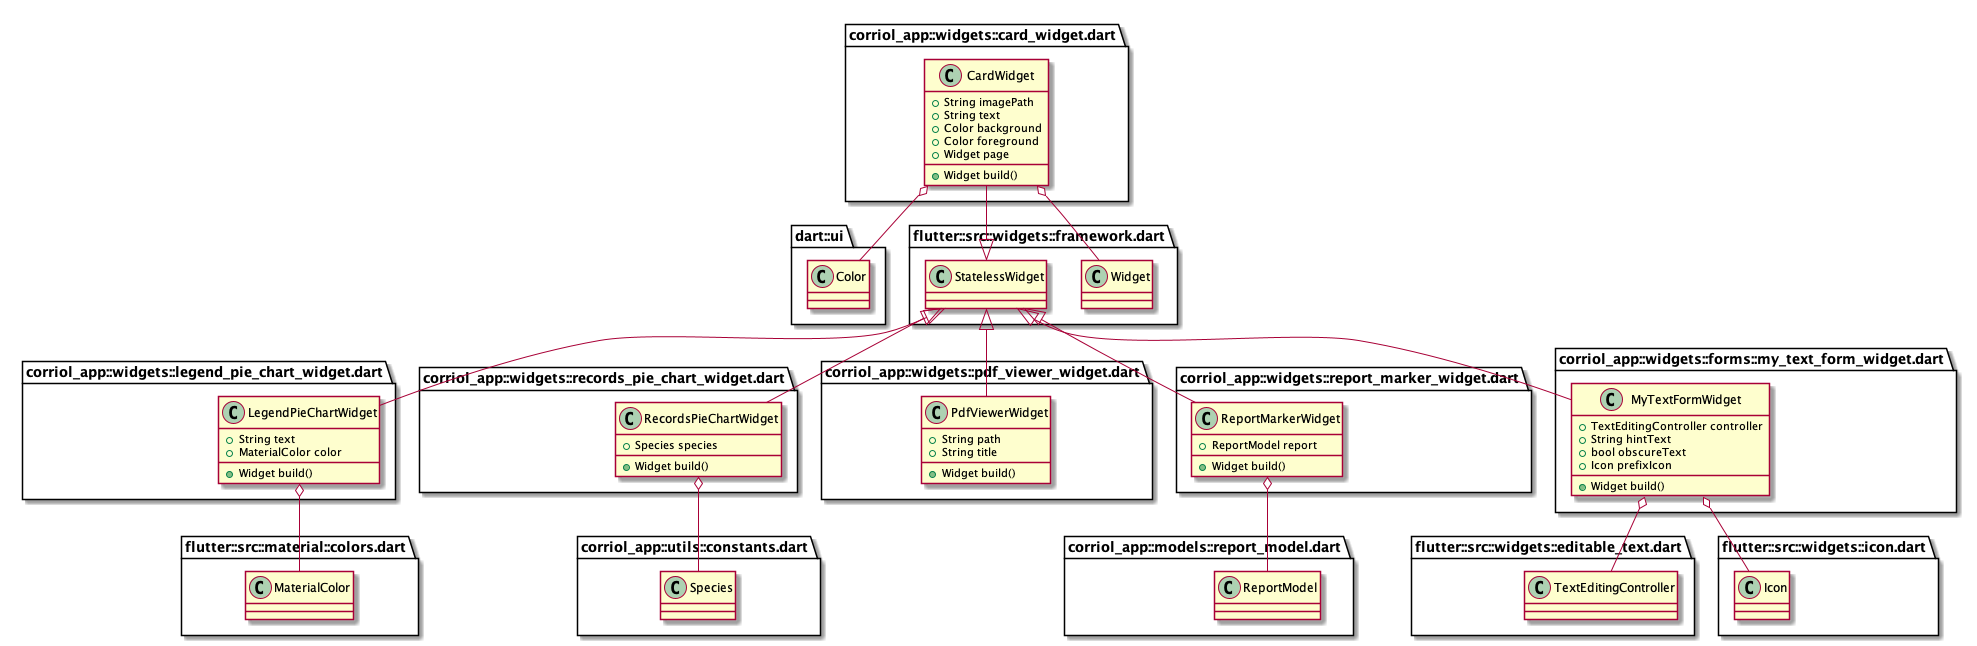 corriol_app::widgets::card_widget.dart
C CardWidget
String imagePath
String text
Color background
Color foreground
Widget page
Widget build()
dart::ui
C Color
flutter::src::widgets::framework.dart
C StatelessWidget
C Widget
corriol_app::widgets::legend_pie_chart_widget.dart
C LegendPieChartWidget
String text
MaterialColor color
Widget build()
corriol_app::widgets::records_pie_chart_widget.dart
C RecordsPieChartWidget
Species species
Widget build()
corriol_app::widgets::pdf_viewer_widget.dart
C PdfViewerWidget
String path
String title
Widget build()
corriol_app::widgets::report_marker_widget.dart
C ReportMarkerWidget
ReportModel report
Widget build()
corriol_app::widgets::forms::my_text_form_widget.dart
C MyTextFormWidget
TextEditingController controller
String hintText
bool obscureText
Icon prefixIcon
Widget build()
flutter::src::material::colors.dart
C MaterialColor
corriol_app::utils::constants.dart
C Species
corriol_app::models::report_model.dart
C ReportModel
flutter::src::widgets::editable_text.dart
C TextEditingController
flutter::src::widgets::icon.dart
C Icon